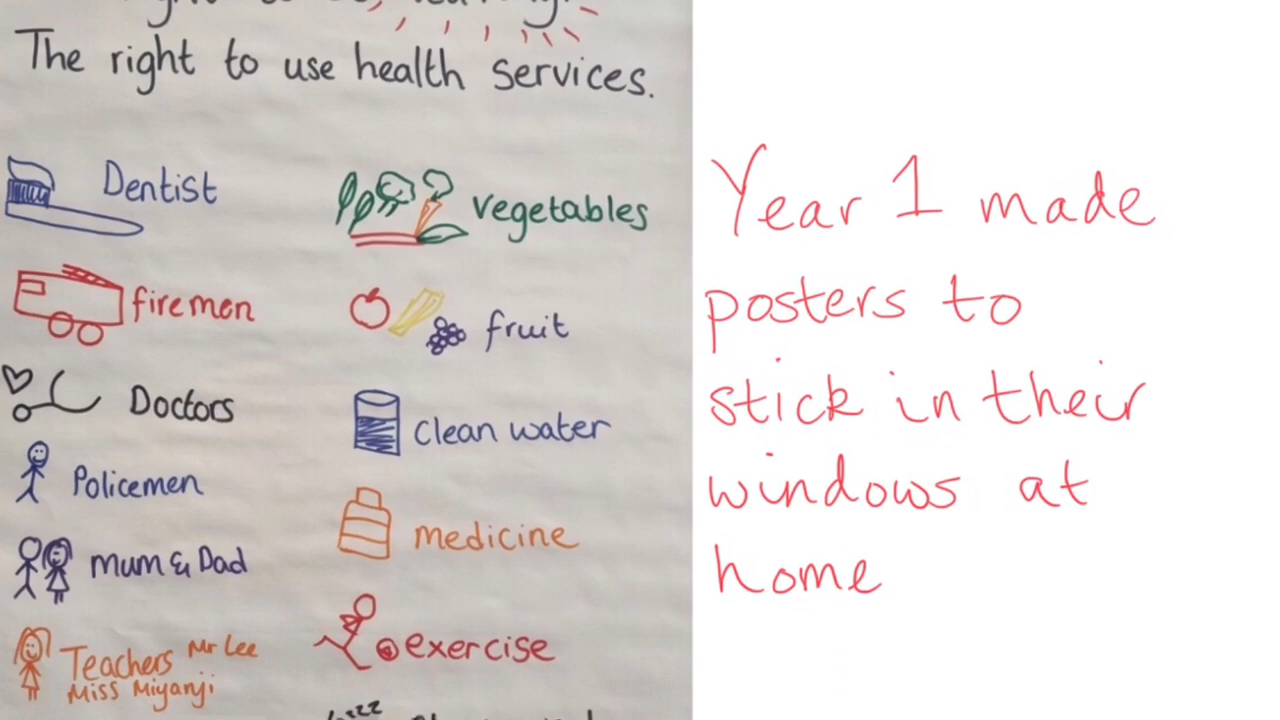 The right to use health services.
Dentist
firemen
Doctors
Policemen
mum & Dad
Teachers Mr Lee
Miss Miyanji
vegetables
fruit
clean water
medicine
exercise
zzz
Year 1 made
posters to
stick in their
windows at
home